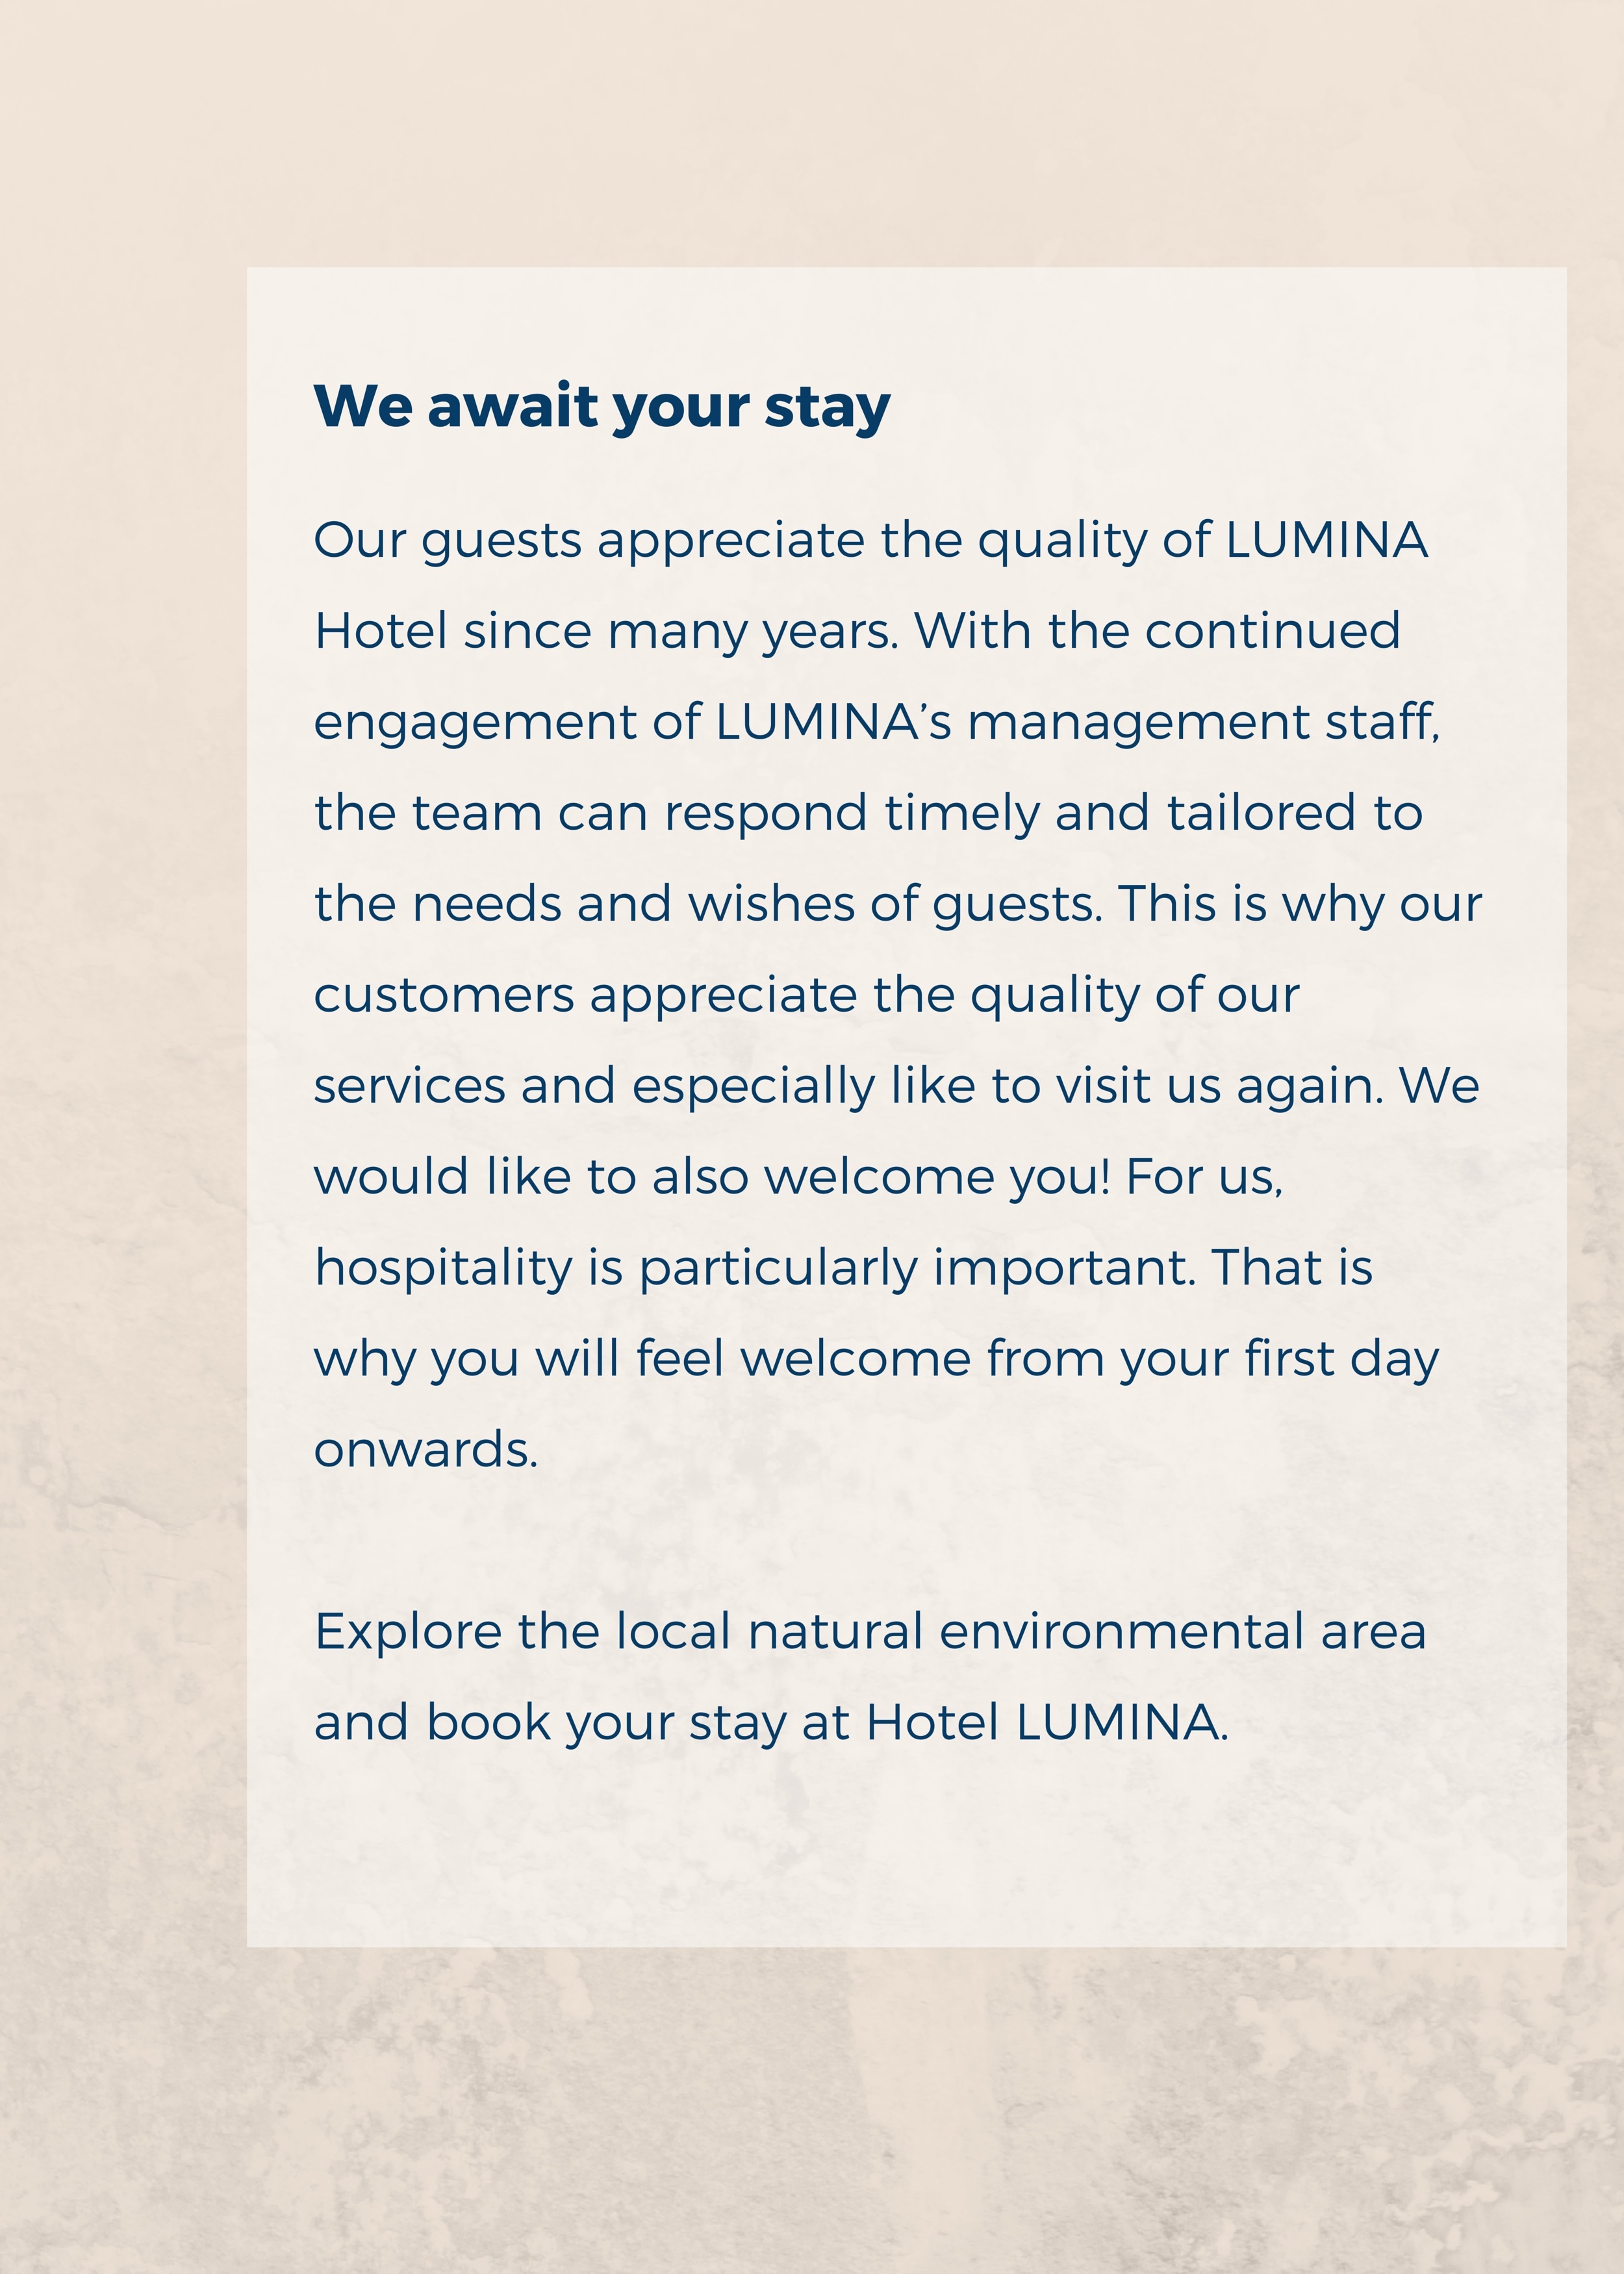 We await your stay
Our guests appreciate the quality of LUMINA
Hotel since many years. With the continued
engagement of LUMINA’s management staff,
the team can respond timely and tailored to
the needs and wishes of guests. This is why our
customers appreciate the quality of our
services and especially like to visit us again. We
would like to also welcome you! For us,
hospitality is particularly important. That is
why you will feel welcome from your first day
onwards.
Explore the local natural environmental area
and book your stay at Hotel LUMINA.